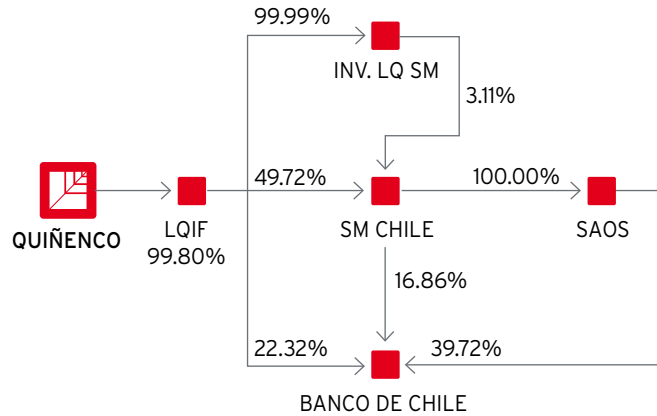 99.99%
INV. LQ SM
3.11%
49.72%
100.00%
QUIÑENCO
LQIF
99.80%
SM CHILE
SAOS
16.86%
22.32%
39.72%
BANCO DE CHILE